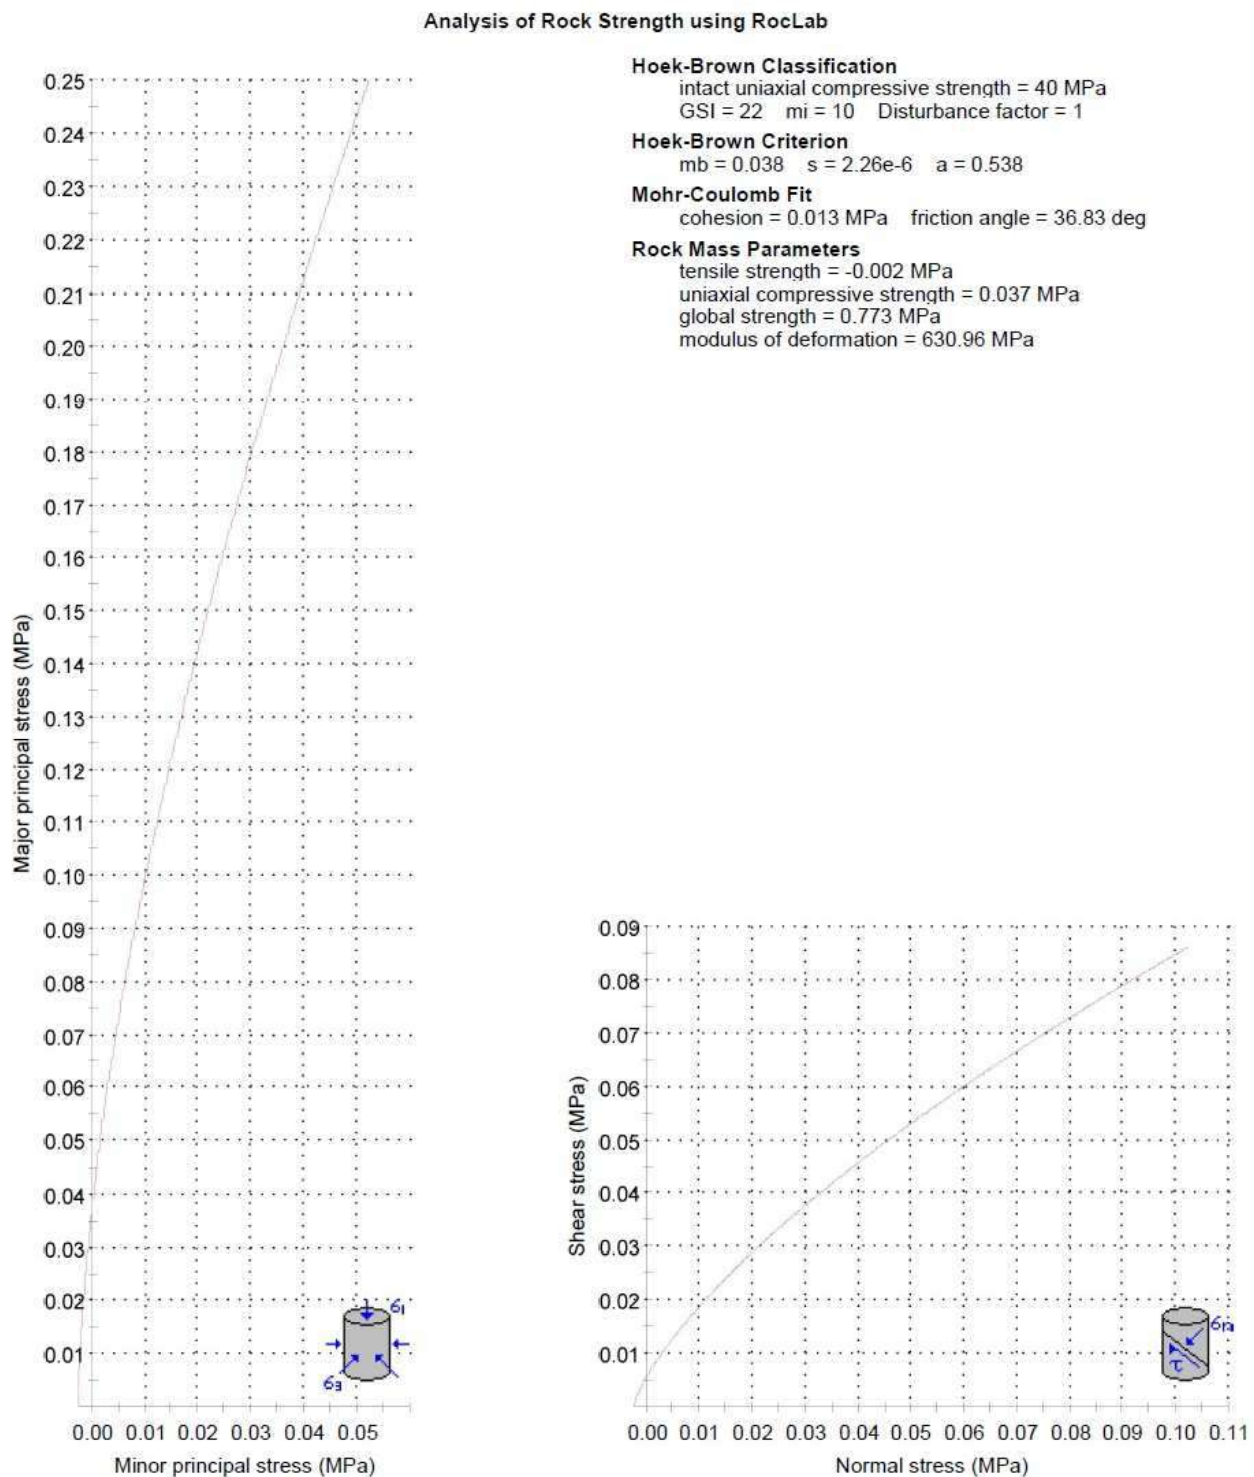 Analysis of Rock Strength using RocLab
Hoek-Brown Classification
intact uniaxial compressive strength = 40 MPa
GSI = 22 mi = 10 Disturbance factor = 1
Hoek-Brown Criterion
mb = 0.038 s = 2.26e-6 a = 0.538
Mohr-Coulomb Fit
cohesion = 0.013 MPa friction angle = 36.83 deg
Rock Mass Parameters
tensile strength = -0.002 MPa
uniaxial compressive strength = 0.037 MPa
global strength = 0.773 MPa
modulus of deformation = 630.96 MPa
Major principal stress (MPa)
0.25
0.24
0.23
0.22
0.21
0.20
0.19
0.18
0.17
0.16
0.15
0.14
0.13
0.12
0.11
0.10
0.09
0.08
0.07
0.06
0.05
0.04
0.03
0.02
0.01
0.00 0.01 0.02 0.03 0.04 0.05
Minor principal stress (MPa)
σ1
σ3
Shear stress (MPa)
0.09
0.08
0.07
0.06
0.05
0.04
0.03
0.02
0.01
0.00 0.01 0.02 0.03 0.04 0.05 0.06 0.07 0.08 0.09 0.10 0.11
Normal stress (MPa)
σn
τ